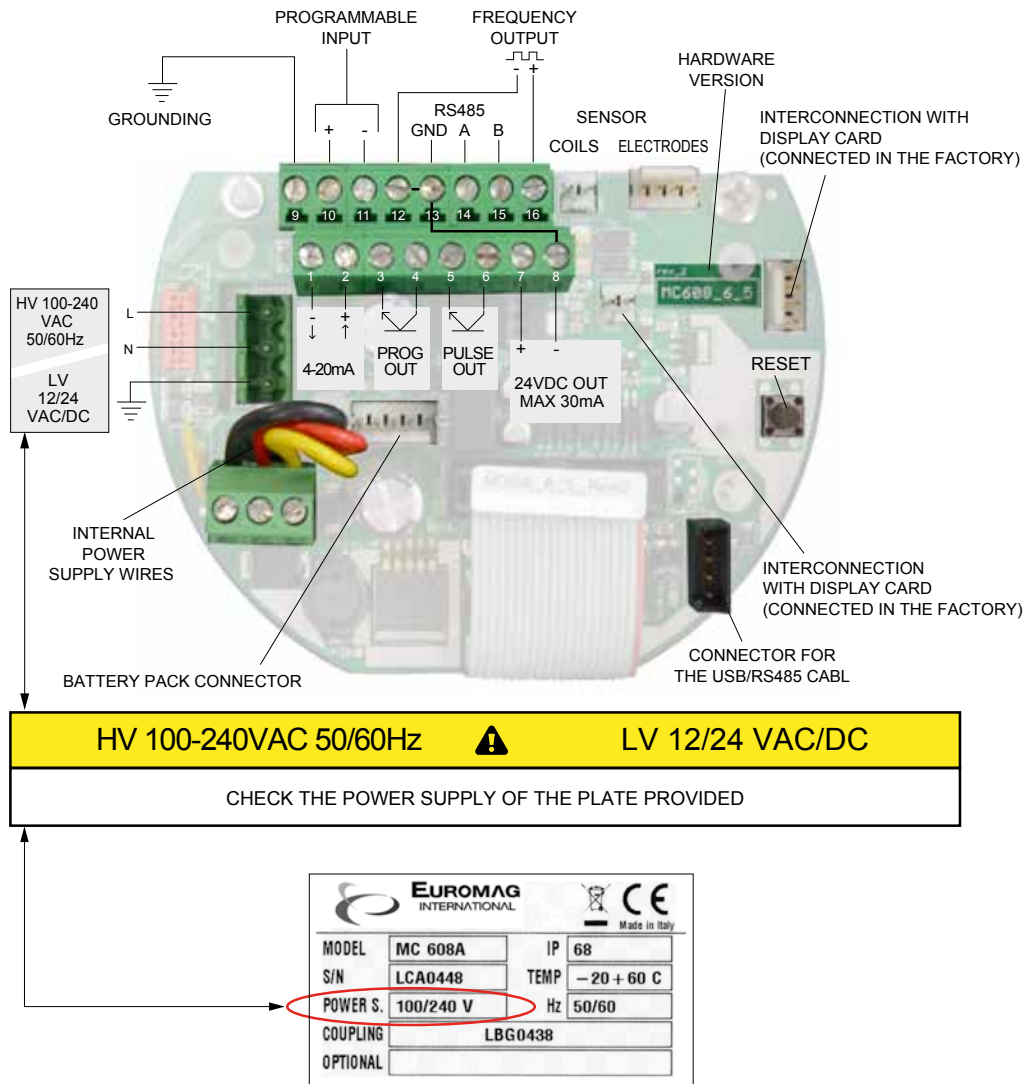 PROGRAMMABLE
INPUT
FREQUENCY
OUTPUT
- +
HARDWARE
VERSION
GROUNDING
+ -
RS485
GND A B
SENSOR
COILS ELECTRODES
INTERCONNECTION WITH
DISPLAY CARD
(CONNECTED IN THE FACTORY)
9 10 11 12 13 14 15 16
1 2 3 4 5 6 7 8
rev_2
MC608_6_5
HV 100-240
VAC
50/60Hz
LV
12/24
VAC/DC
L
N
- +
4-20mA
PROG
OUT
PULSE
OUT
+ -
24VDC OUT
MAX 30mA
RESET
INTERNAL
POWER
SUPPLY WIRES
INTERCONNECTION
WITH DISPLAY CARD
(CONNECTED IN THE FACTORY)
BATTERY PACK CONNECTOR
CONNECTOR FOR
THE USB/RS485 CABL
HV 100-240VAC 50/60Hz LV 12/24 VAC/DC
CHECK THE POWER SUPPLY OF THE PLATE PROVIDED
EUROMAG
INTERNATIONAL
CE
Made in Italy
MODEL MC 608A IP 68
S/N LCA0448 TEMP -20 + 60 C
POWER S. 100/240 V Hz 50/60
COUPLING LBG0438
OPTIONAL